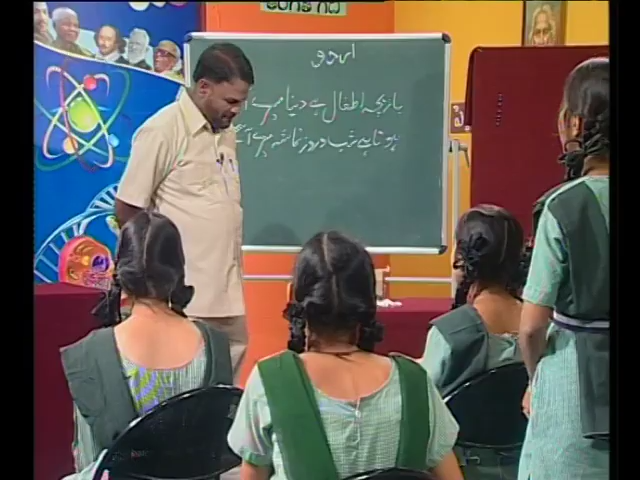 اردو
بازیچہ اطفال ہے دنیا مرے آ
ہوتا ہے شب و روز تماشہ مرے آگے